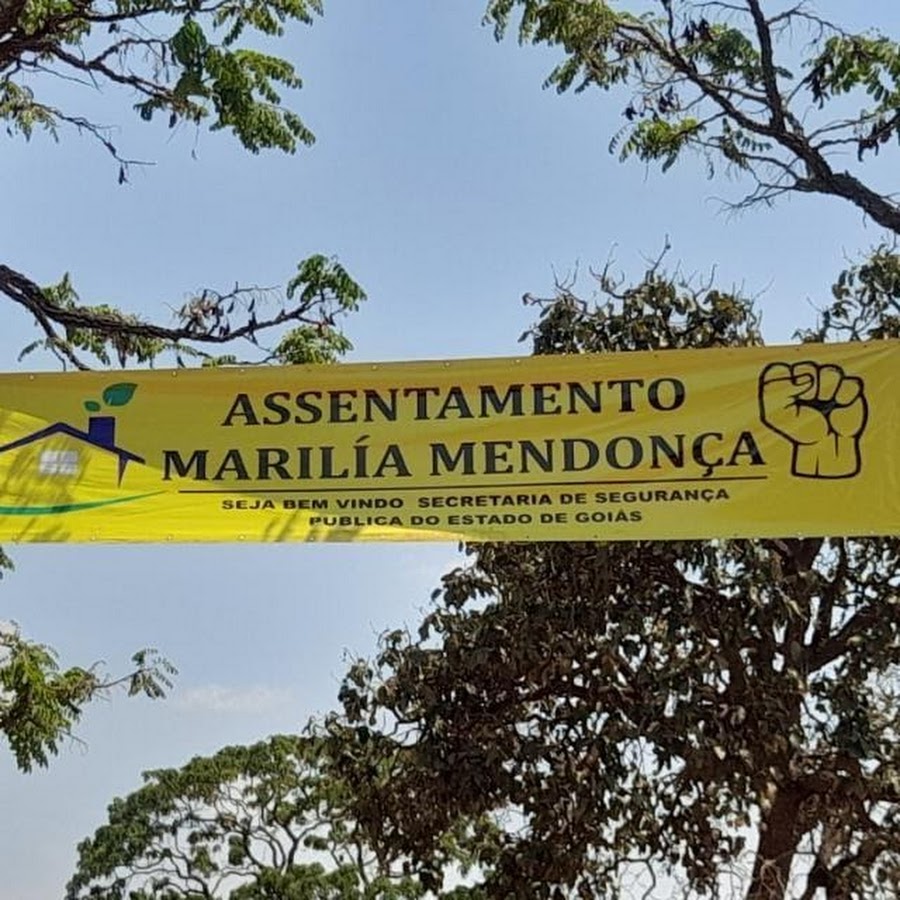 ASSENTAMENTO
MARILÍA MENDONÇA
SEJA BEM VINDO SECRETARIA DE SEGURANÇA
PUBLICA DO ESTADO DE GOIÁS